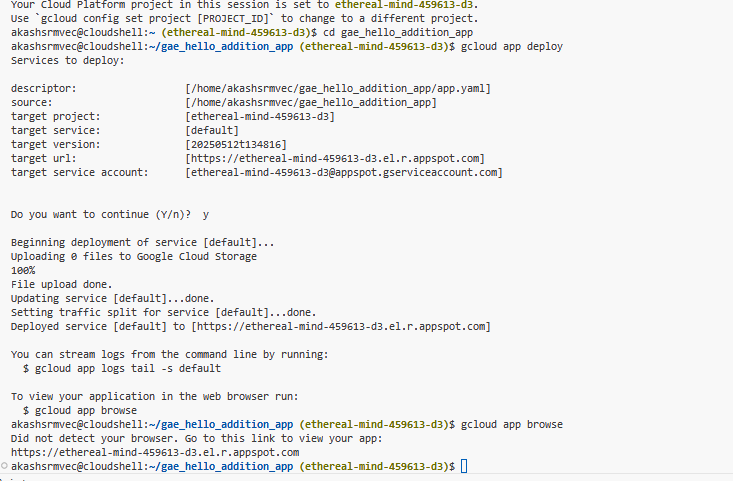 Your Cloud Platform project in this session is set to ethereal-mind-459613-d3.
Use `gcloud config set project [PROJECT_ID]` to change to a different project.
akashsrmvec@cloudshell:~ (ethereal-mind-459613-d3)$ cd gae_hello_addition_app
akashsrmvec@cloudshell:~/gae_hello_addition_app (ethereal-mind-459613-d3)$ gcloud app deploy
Services to deploy:
descriptor: [/home/akashsrmvec/gae_hello_addition_app/app.yaml]
source: [/home/akashsrmvec/gae_hello_addition_app]
target project: [ethereal-mind-459613-d3]
target service: [default]
target version: [20250512t134816]
target url: [https://ethereal-mind-459613-d3.el.r.appspot.com]
target service account: [ethereal-mind-459613-d3@appspot.gserviceaccount.com]
Do you want to continue (Y/n)? y
Beginning deployment of service [default]...
Uploading 0 files to Google Cloud Storage
100%
File upload done.
Updating service [default]...done.
Setting traffic split for service [default]...done.
Deployed service [default] to [https://ethereal-mind-459613-d3.el.r.appspot.com]
You can stream logs from the command line by running:
$ gcloud app logs tail -s default
To view your application in the web browser run:
$ gcloud app browse
akashsrmvec@cloudshell:~/gae_hello_addition_app (ethereal-mind-459613-d3)$ gcloud app browse
Did not detect your browser. Go to this link to view your app:
https://ethereal-mind-459613-d3.el.r.appspot.com
akashsrmvec@cloudshell:~/gae_hello_addition_app (ethereal-mind-459613-d3)$